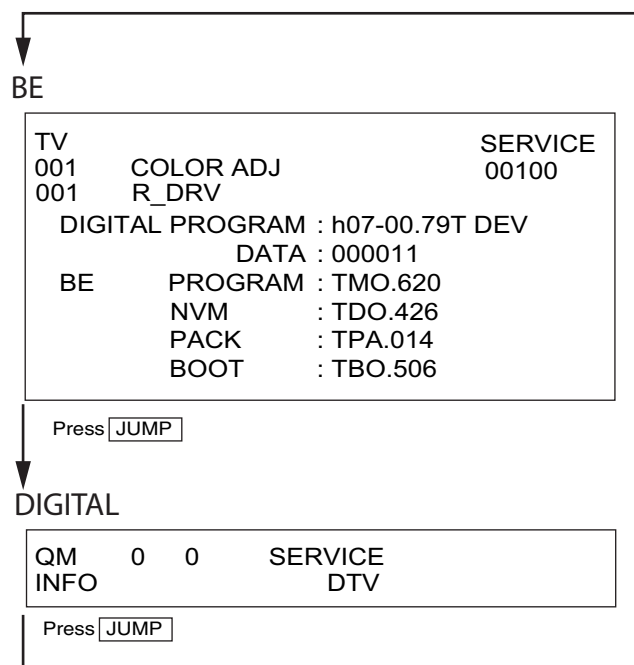 BE
TV SERVICE
001 COLOR ADJ 00100
001 R_DRV
DIGITAL PROGRAM : h07-00.79T DEV
DATA : 000011
BE PROGRAM : TMO.620
NVM : TDO.426
PACK : TPA.014
BOOT : TBO.506
Press JUMP
DIGITAL
QM 0 0 SERVICE
INFO DTV
Press JUMP